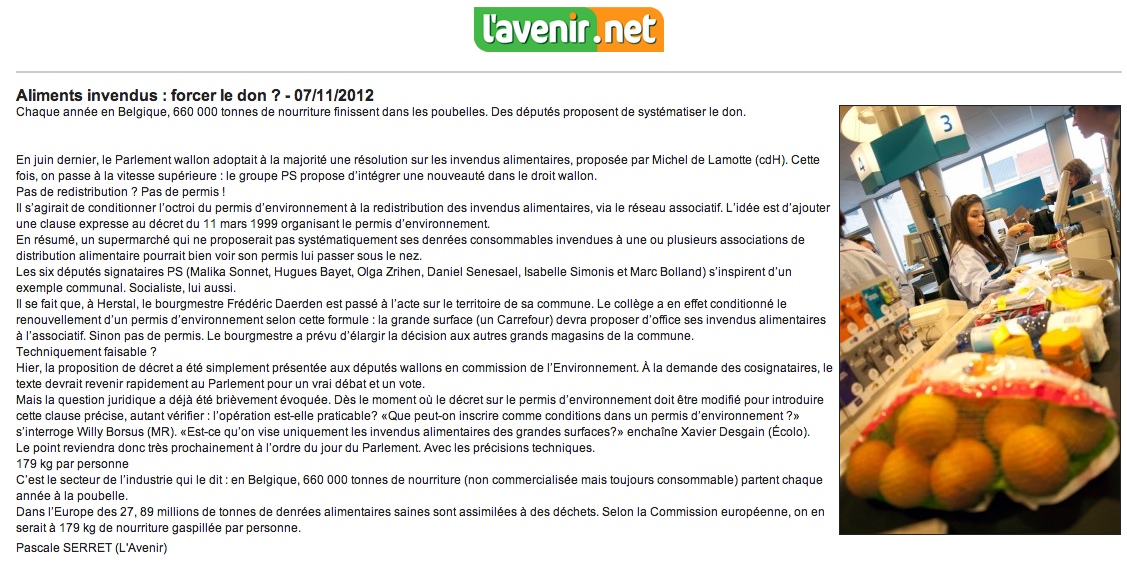 l'avenir.net
Aliments invendus : forcer le don ? - 07/11/2012
Chaque année en Belgique, 660 000 tonnes de nourriture finissent dans les poubelles. Des députés proposent de systématiser le don.
En juin dernier, le Parlement wallon adoptait à la majorité une résolution sur les invendus alimentaires, proposée par Michel de Lamotte (cdH). Cette
fois, on passe à la vitesse supérieure : le groupe PS propose d'intégrer une nouveauté dans le droit wallon.
Pas de redistribution ? Pas de permis !
Il s'agirait de conditionner l'octroi du permis d'environnement à la redistribution des invendus alimentaires, via le réseau associatif. L'idée est d'ajouter
une clause expresse au décret du 11 mars 1999 organisant le permis d'environnement.
En résumé, un supermarché qui ne proposerait pas systématiquement ses denrées consommables invendues à une ou plusieurs associations de
distribution alimentaire pourrait bien voir son permis lui passer sous le nez.
Les six députés signataires PS (Malika Sonnet, Hugues Bayet, Olga Zrihen, Daniel Senesael, Isabelle Simonis et Marc Bolland) s'inspirent d'un
exemple communal. Socialiste, lui aussi.
Il se fait que, à Herstal, le bourgmestre Frédéric Daerden est passé à l'acte sur le territoire de sa commune. Le collège a en effet conditionné le
renouvellement d'un permis d'environnement selon cette formule : la grande surface (un Carrefour) devra proposer d'office ses invendus alimentaires
à l'associatif. Sinon pas de permis. Le bourgmestre a prévu d'élargir la décision aux autres grands magasins de la commune.
Techniquement faisable ?
Hier, la proposition de décret a été simplement présentée aux députés wallons en commission de l'Environnement. À la demande des cosignataires, le
texte devrait revenir rapidement au Parlement pour un vrai débat et un vote.
Mais la question juridique a déjà été brièvement évoquée. Dès le moment où le décret sur le permis d'environnement doit être modifié pour introduire
cette clause précise, autant vérifier : l'opération est-elle praticable? «Que peut-on inscrire comme conditions dans un permis d'environnement ?»
s'interroge Willy Borsus (MR). «Est-ce qu'on vise uniquement les invendus alimentaires des grandes surfaces?» enchaîne Xavier Desgain (Écolo).
Le point reviendra donc très prochainement à l'ordre du jour du Parlement. Avec les précisions techniques.
179 kg par personne
C'est le secteur de l'industrie qui le dit : en Belgique, 660 000 tonnes de nourriture (non commercialisée mais toujours consommable) partent chaque
année à la poubelle.
Dans l'Europe des 27, 89 millions de tonnes de denrées alimentaires saines sont assimilées à des déchets. Selon la Commission européenne, on en
serait à 179 kg de nourriture gaspillée par personne.
Pascale SERRET (L'Avenir)
3
4